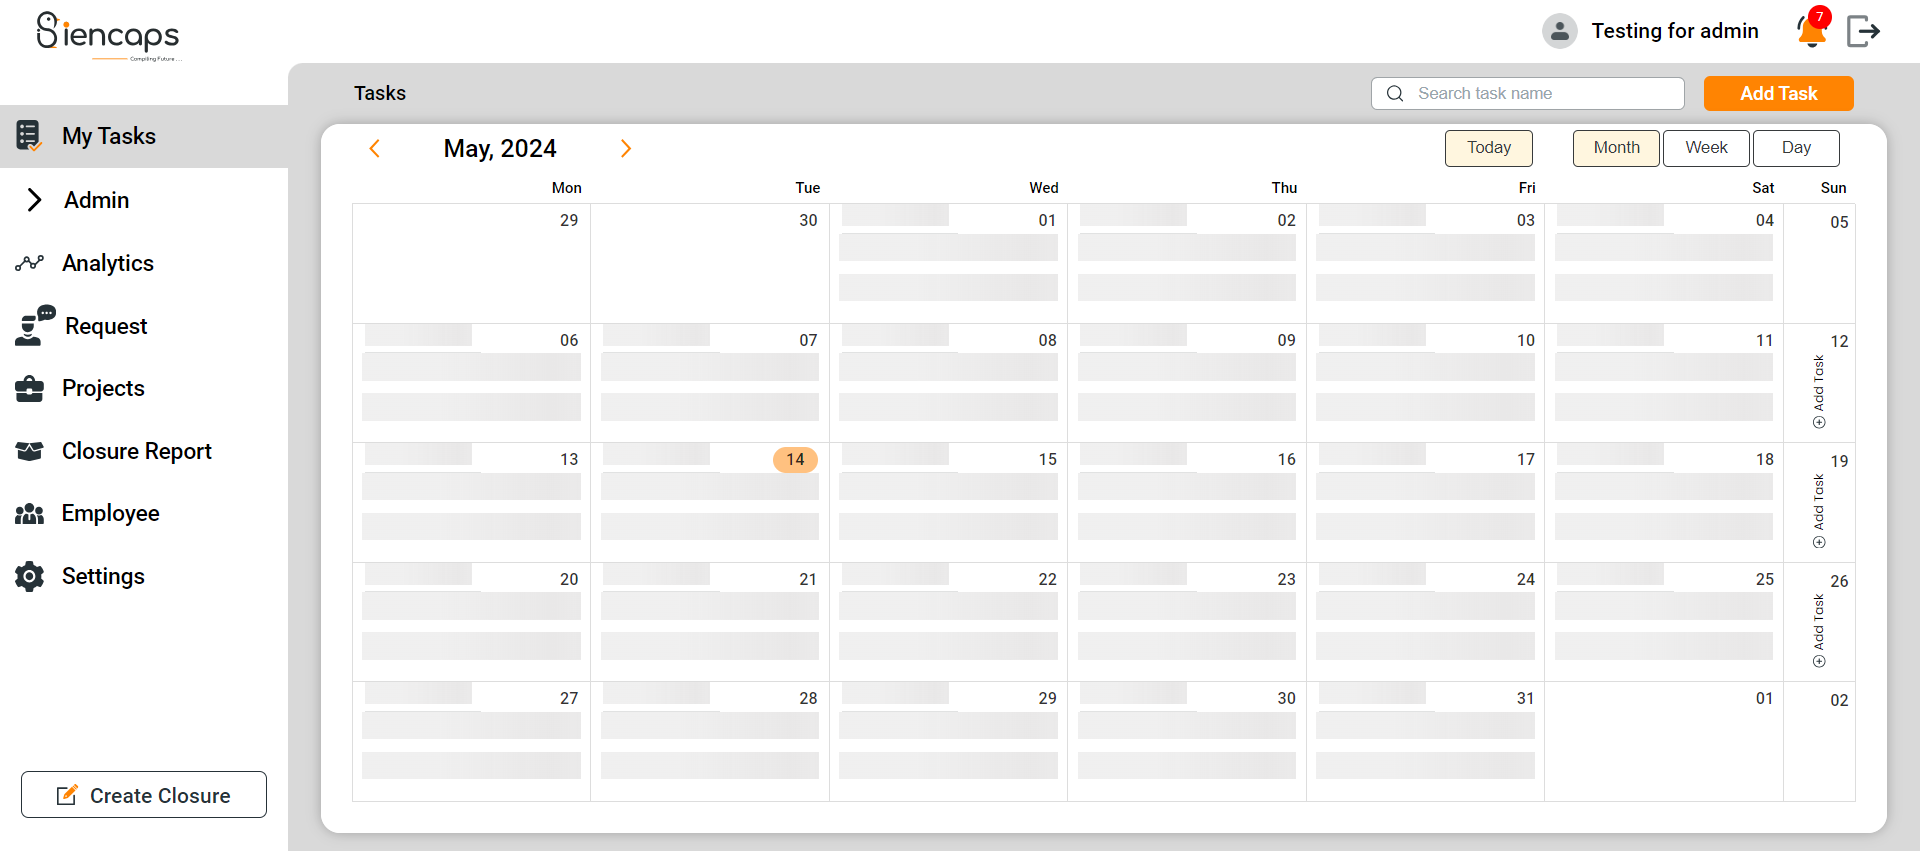 Siencaps
Compiling Future . . .
Testing for admin
7
My Tasks
Admin
Analytics
Request
Projects
Closure Report
Employee
Settings
Create Closure
Tasks
Search task name
Add Task
May, 2024
Today
Month
Week
Day
Mon Tue Wed Thu Fri Sat Sun
29 30 01 02 03 04 05
06 07 08 09 10 11 12
Add Task
13 14 15 16 17 18 19
Add Task
20 21 22 23 24 25 26
Add Task
27 28 29 30 31 01 02